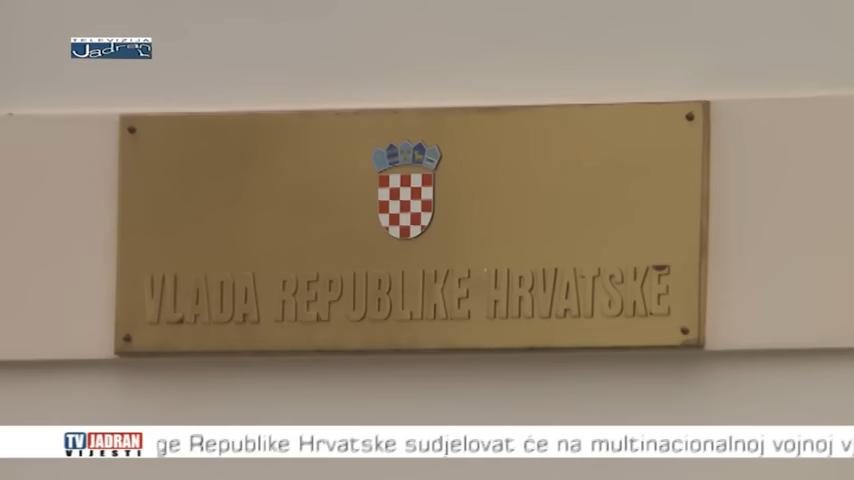 TELEVIZIJA
Jadran
VLADA REPUBLIKE HRVATSKE
TV JADRAN
VIJESTI
ge Republike Hrvatske sudjelovat će na multinacionalnoj vojnoj v